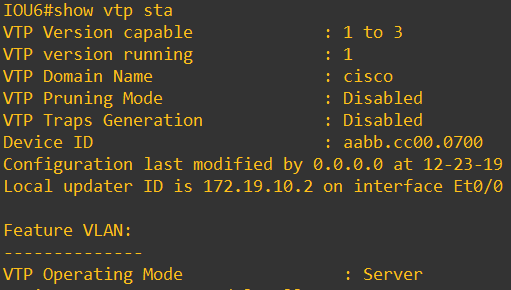 IOU6#show vtp sta
VTP Version capable : 1 to 3
VTP version running : 1
VTP Domain Name : cisco
VTP Pruning Mode : Disabled
VTP Traps Generation : Disabled
Device ID : aabb.cc00.0700
Configuration last modified by 0.0.0.0 at 12-23-19
Local updater ID is 172.19.10.2 on interface Et0/0
Feature VLAN:
--------------
VTP Operating Mode : Server